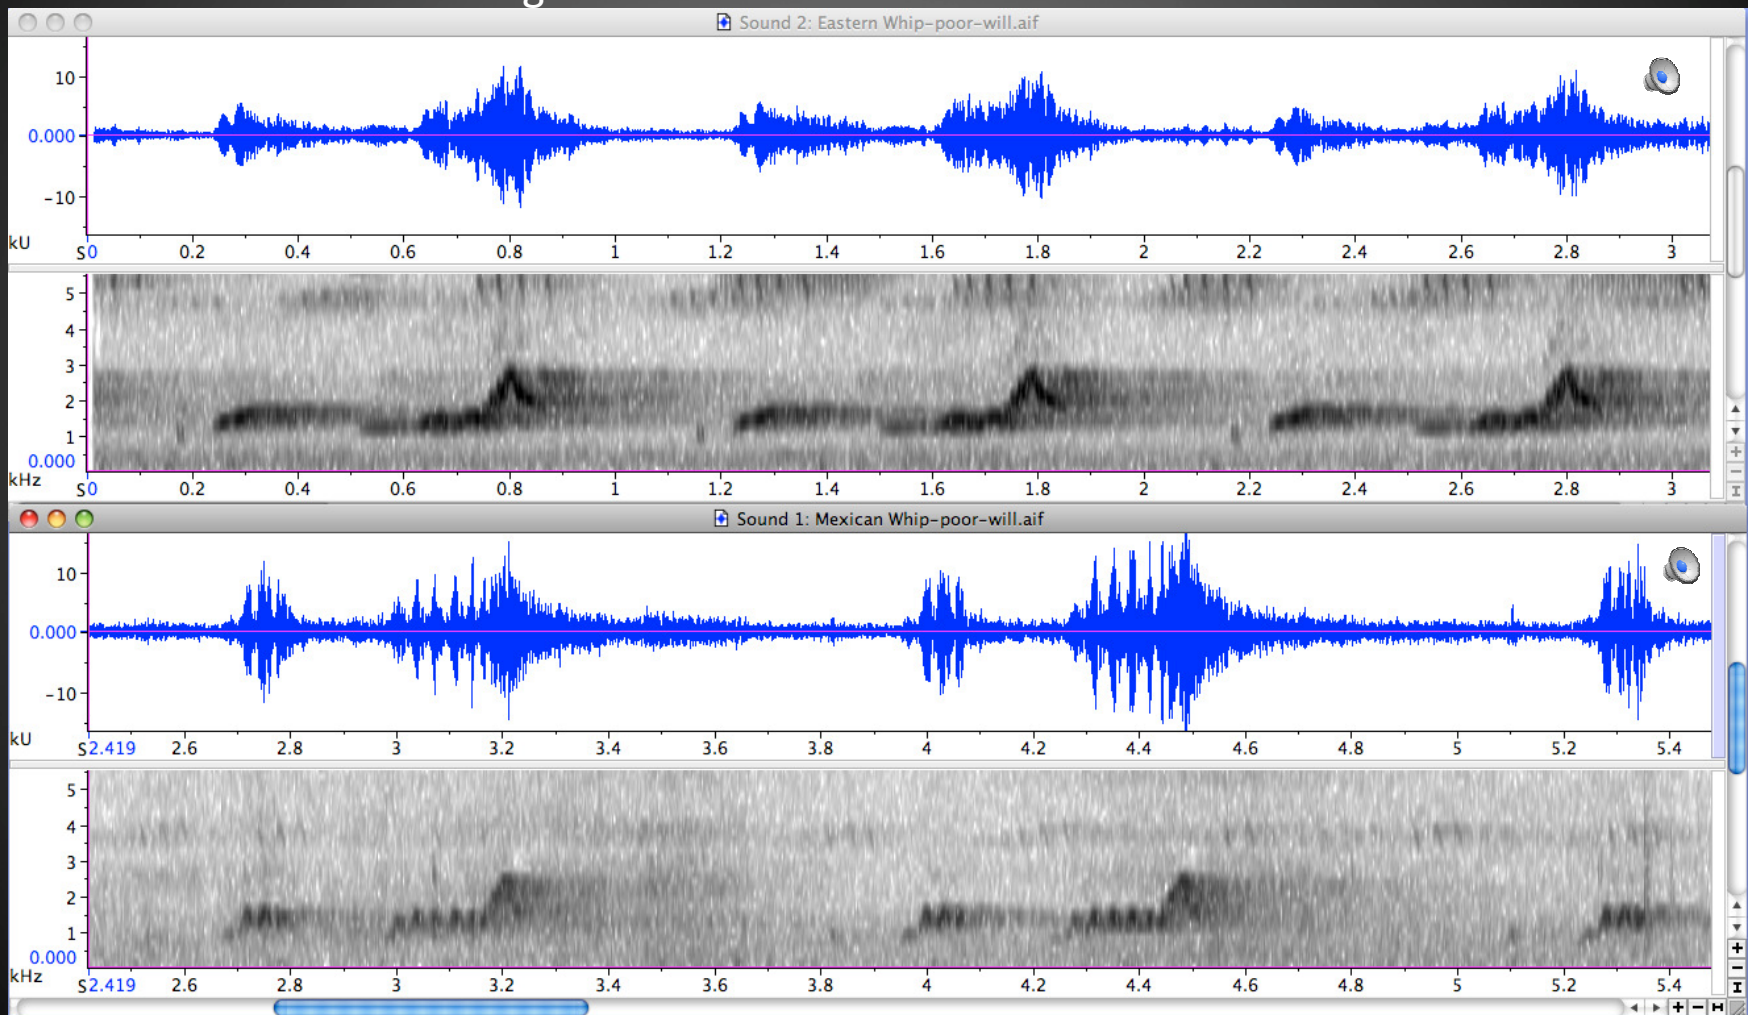 g
Sound 2: Eastern Whip-poor-will.aif
10
0.000
-10
kU
S0 0.2 0.4 0.6 0.8 1 1.2 1.4 1.6 1.8 2 2.2 2.4 2.6 2.8 3
5
4
3
2
1
0.000
kHz
S0 0.2 0.4 0.6 0.8 1 1.2 1.4 1.6 1.8 2 2.2 2.4 2.6 2.8 3
Sound 1: Mexican Whip-poor-will.aif
10
0.000
-10
kU
S2.419 2.6 2.8 3 3.2 3.4 3.6 3.8 4 4.2 4.4 4.6 4.8 5 5.2 5.4
5
4
3
2
1
0.000
kHz
S2.419 2.6 2.8 3 3.2 3.4 3.6 3.8 4 4.2 4.4 4.6 4.8 5 5.2 5.4